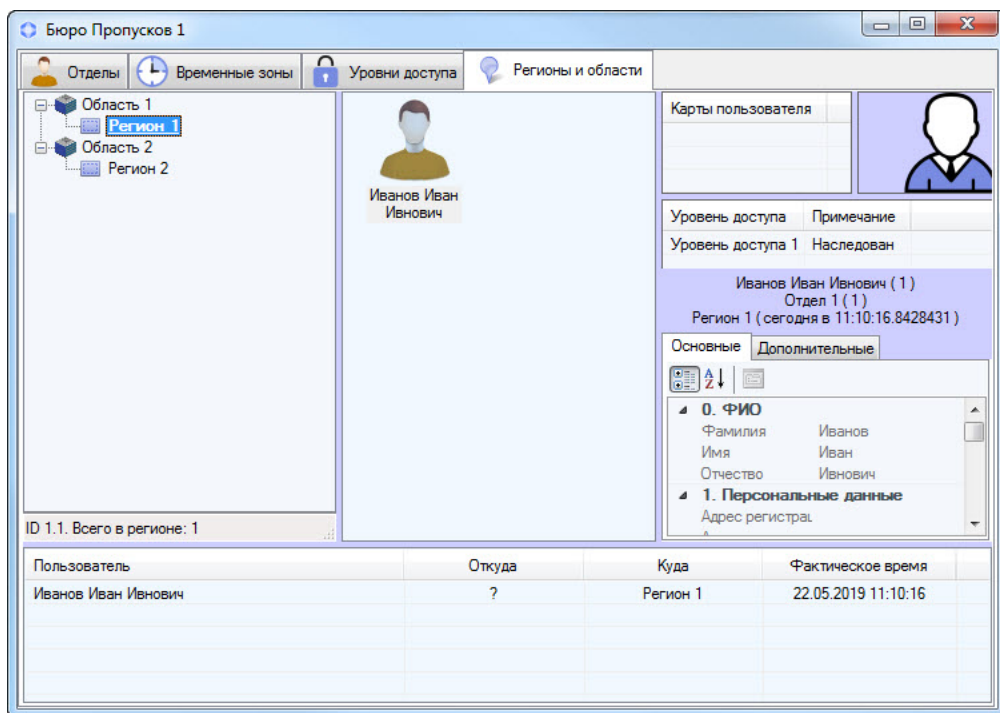 Бюро Пропусков 1
Отделы Временные зоны Уровни доступа Регионы и области
Область 1
Регион 1
Область 2
Регион 2
ID 1.1. Всего в регионе: 1
Иванов Иван
Ивнович
Карты пользователя
Уровень доступа Примечание
Уровень доступа 1 Наследован
Иванов Иван Ивнович ( 1 )
Отдел 1 ( 1 )
Регион 1 ( сегодня в 11:10:16.8428431 )
Основные Дополнительные
0. ФИО
Фамилия Иванов
Имя Иван
Отчество Ивнович
1. Персональные данные
Адрес регистрац
Пользователь Откуда Куда Фактическое время
Иванов Иван Ивнович ? Регион 1 22.05.2019 11:10:16